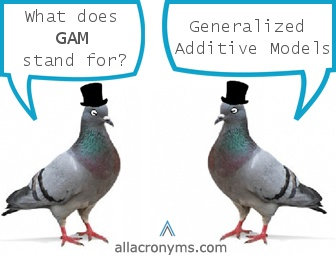 What does
GAM
stand for?
Generalized
Additive Models
allacronyms.com